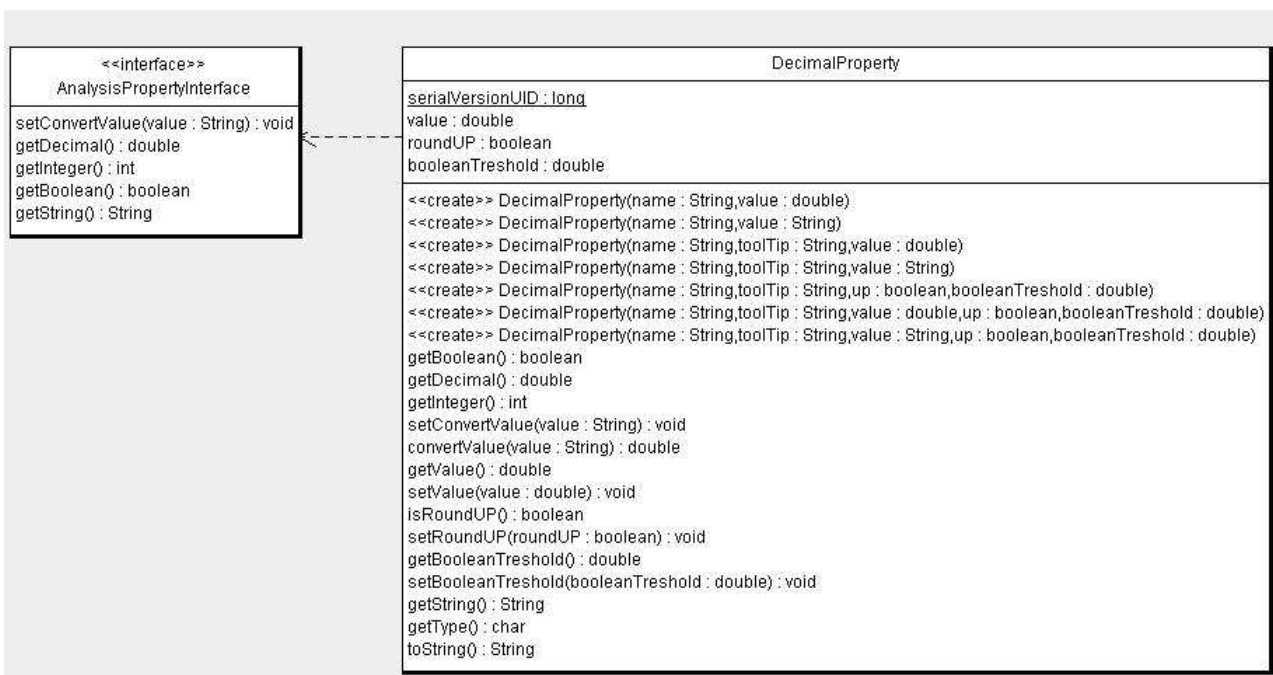 <<interface>>
AnalysisPropertyInterface
setConvertValue(value : String) : void
getDecimal() : double
getInteger() : int
getBoolean() : boolean
getString() : String
DecimalProperty
serialVersionUID : long
value : double
roundUP : boolean
booleanTreshold : double
<<create>> DecimalProperty(name : String,value : double)
<<create>> DecimalProperty(name : String,value : String)
<<create>> DecimalProperty(name : String,toolTip : String,value : double)
<<create>> DecimalProperty(name : String,toolTip : String,value : String)
<<create>> DecimalProperty(name : String,toolTip : String,up : boolean,booleanTreshold : double)
<<create>> DecimalProperty(name : String,toolTip : String,value : double,up : boolean,booleanTreshold : double)
<<create>> DecimalProperty(name : String,toolTip : String,value : String,up : boolean,booleanTreshold : double)
getBoolean() : boolean
getDecimal() : double
getInteger() : int
setConvertValue(value : String) : void
convertValue(value : String) : double
getValue() : double
setValue(value : double) : void
isRoundUP() : boolean
setRoundUP(roundUP : boolean) : void
getBooleanTreshold() : double
setBooleanTreshold(booleanTreshold : double) : void
getString() : String
getType() : char
toString() : String